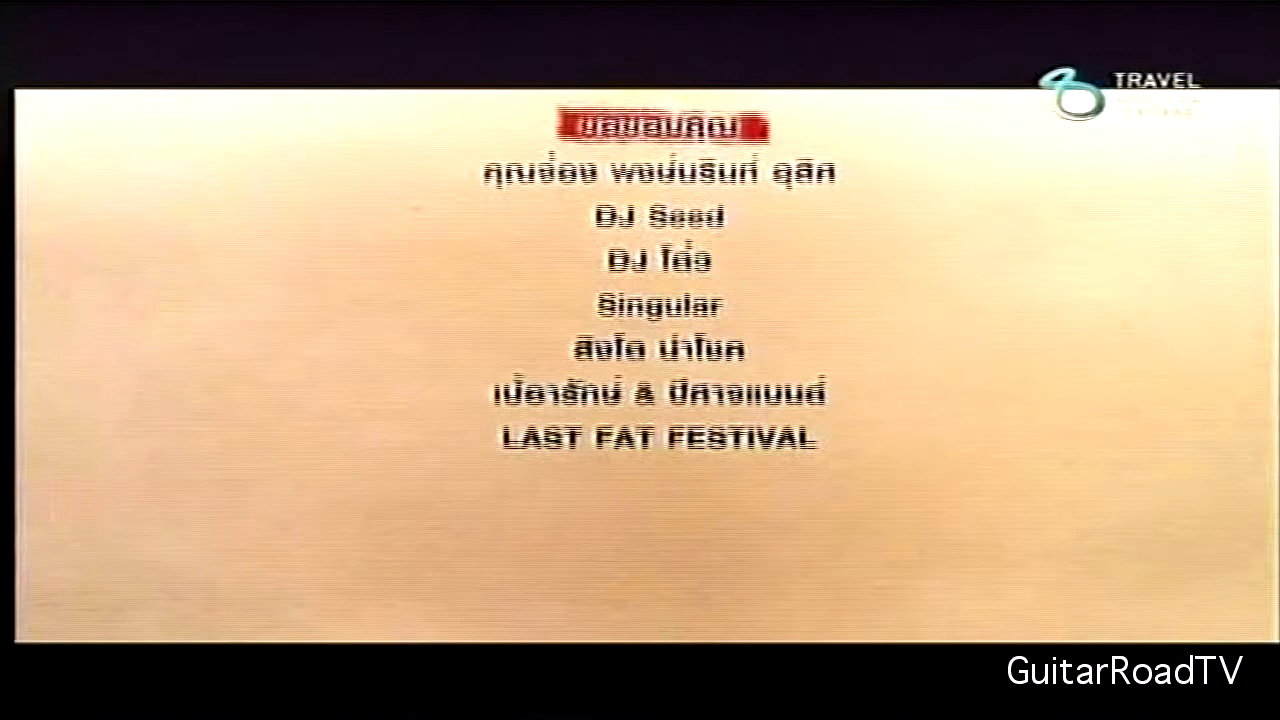 TRAVEL
ขอขอบคุณ
คุณจ๋อง พงษ์นรินทร์ อุลิศ
DJ Seed
DJ โต่ง
Singular
สิงโต นำโชค
เป้ อารักษ์ & ปีศาจแบนด์
LAST FAT FESTIVAL
GuitarRoadTV